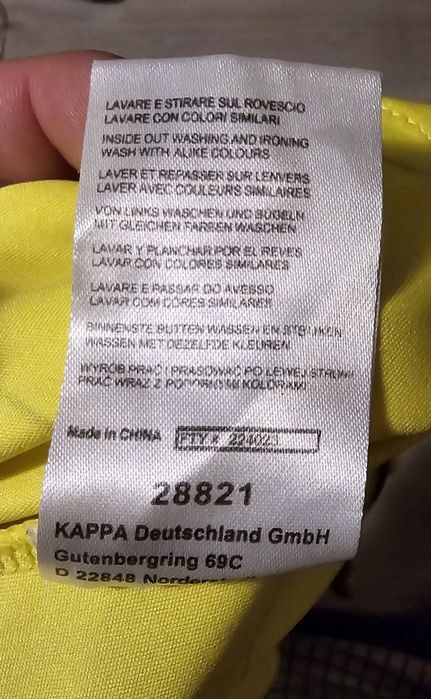 LAVARE E STIRARE SUL ROVESCIO
LAVARE CON COLORI SIMILARI
INSIDE OUT WASHING AND IRONING
WASH WITH ALIKE COLOURS
LAVER ET REPASSER SUR L'ENVERS
LAVER AVEC COULEURS SIMILAIRES
VON LINKS WASCHEN UND BÜGELN
MIT GLEICHEN FARBEN WASCHEN
LAVAR Y PLANCHAR POR EL REVES
LAVAR CON COLORES SIMILARES
LAVARE E PASSAR DO AVESSO
LAVAR COM CORES SIMILARES
BINNENSTE BUTTEN WASSEN EN STRIJKEN
WASSEN MET DEZELFDE KLEUREN
WYRÓB PRAĆ I PRASOWAĆ PO LEWEJ STRONIE
PRAĆ WRAZ Z PODOBNYMI KOLORAMI
Made in CHINA FTY # 224023
28821
KAPPA Deutschland GmbH
Gutenbergring 69C
D 22848